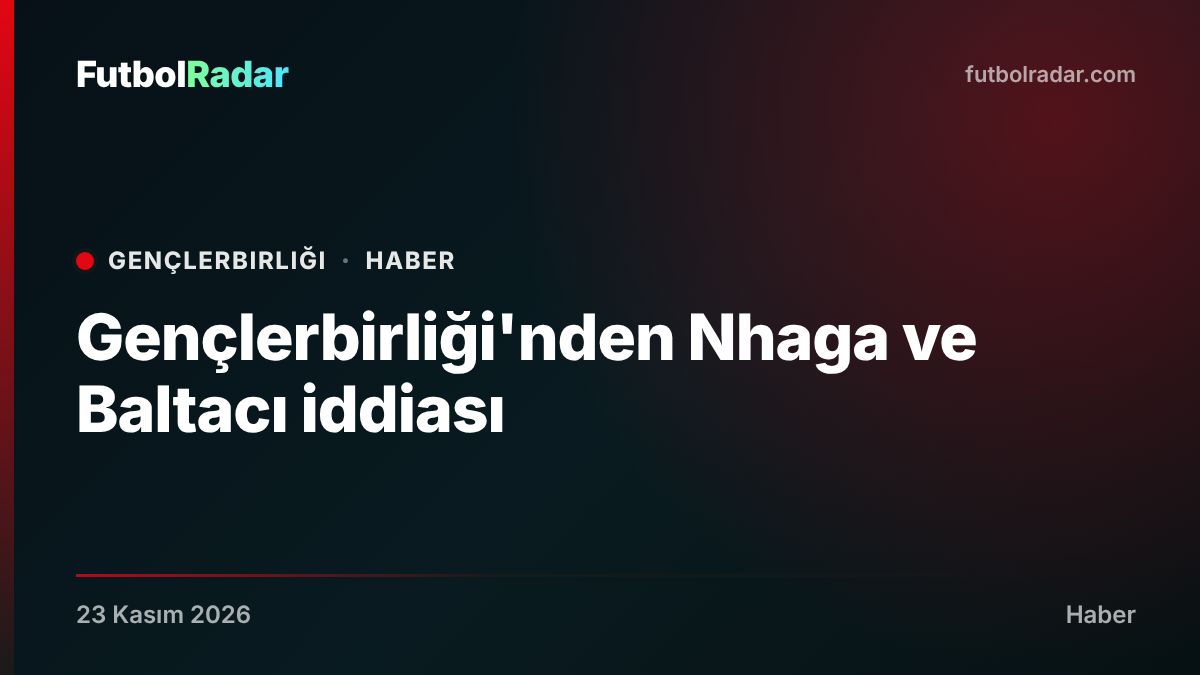 FutbolRadar
futbolradar.com
GENÇLERBIRLIĞI · HABER
Gençlerbirliği'nden Nhaga ve
Baltacı iddiası
23 Kasım 2026
Haber